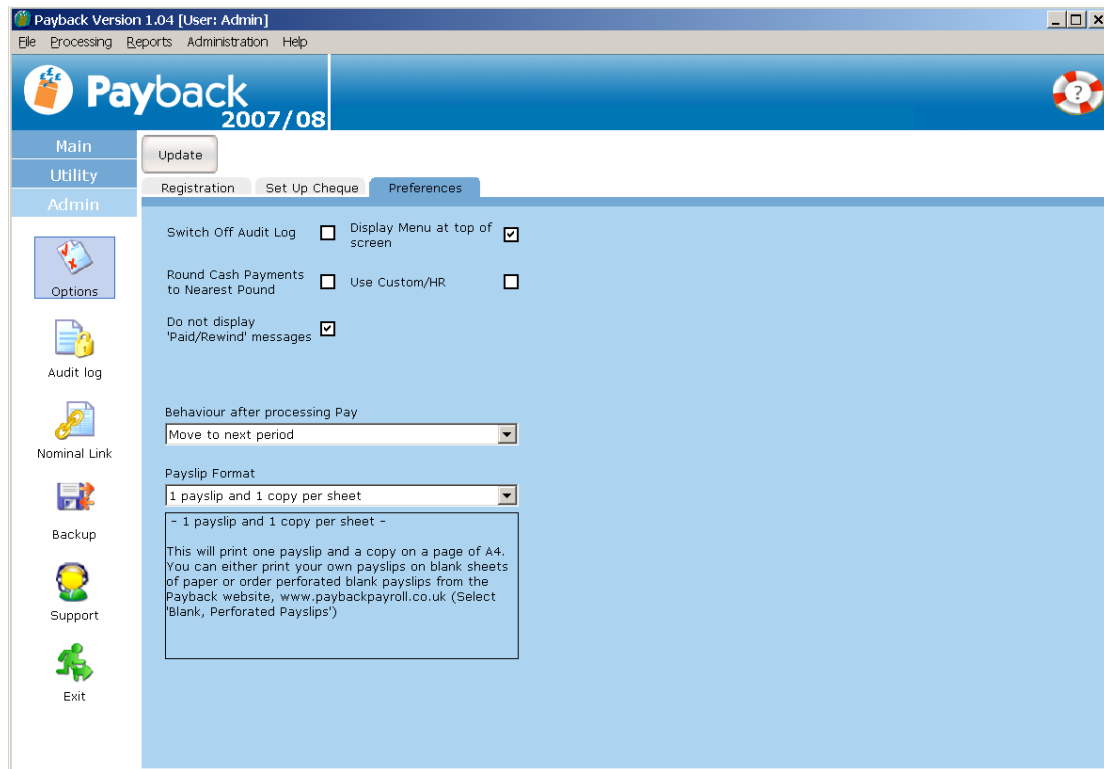 Payback Version 1.04 [User: Admin]
File Processing Reports Administration Help
£££
Payback
2007/08
?
Main
Utility
Admin
Options
Audit log
Nominal Link
Backup
Support
Exit
Update
Registration Set Up Cheque Preferences
Switch Off Audit Log
Display Menu at top of
screen
Round Cash Payments
to Nearest Pound
Use Custom/HR
Do not display
'Paid/Rewind' messages
Behaviour after processing Pay
Move to next period
Payslip Format
1 payslip and 1 copy per sheet
- 1 payslip and 1 copy per sheet -
This will print one payslip and a copy on a page of A4.
You can either print your own payslips on blank sheets
of paper or order perforated blank payslips from the
Payback website, www.paybackpayroll.co.uk (Select
'Blank, Perforated Payslips')